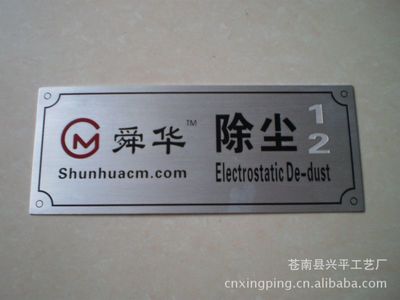 舜华™ 除尘 1
2
Shunhuacm.com Electrostatic De-dust
苍南县兴平工艺厂
cnxingping.cn.1688.com